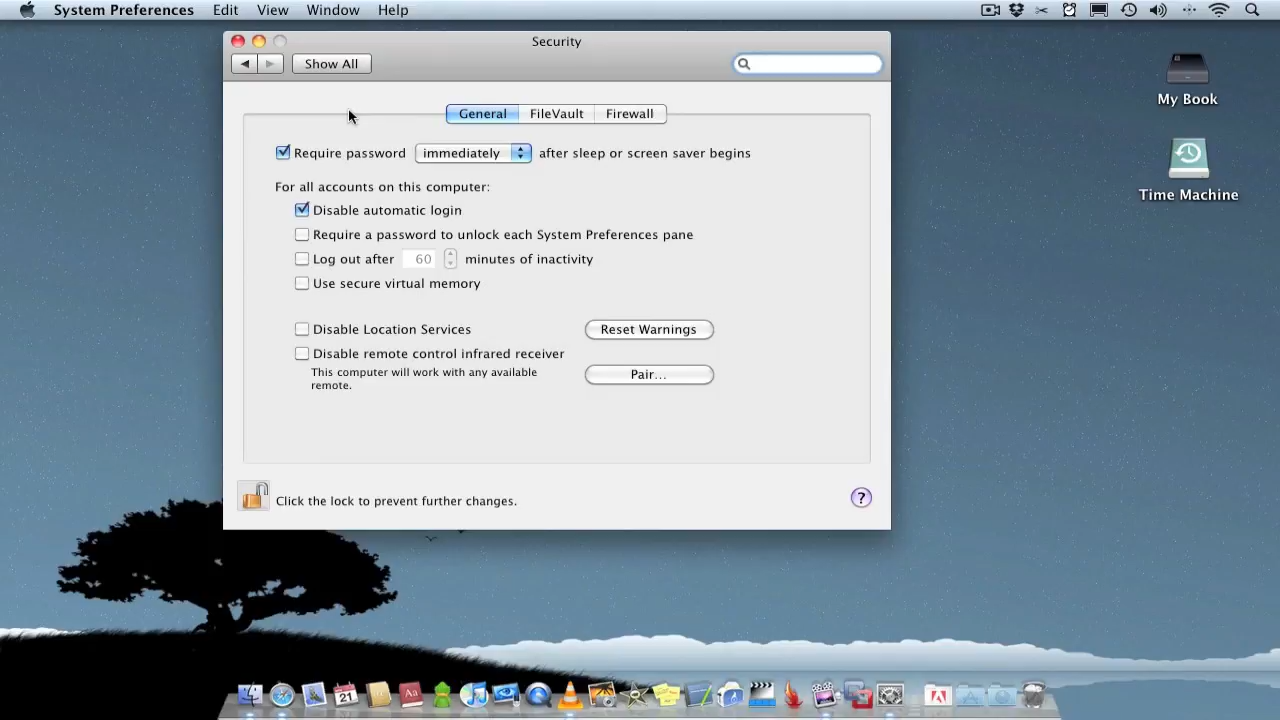 System Preferences Edit View Window Help
Security
Show All
My Book
General FileVault Firewall
Require password immediately after sleep or screen saver begins
Time Machine
For all accounts on this computer:
Disable automatic login
Require a password to unlock each System Preferences pane
Log out after 60 minutes of inactivity
Use secure virtual memory
Disable Location Services Reset Warnings
Disable remote control infrared receiver
This computer will work with any available
remote.
Pair...
Click the lock to prevent further changes. ?
21 Aa